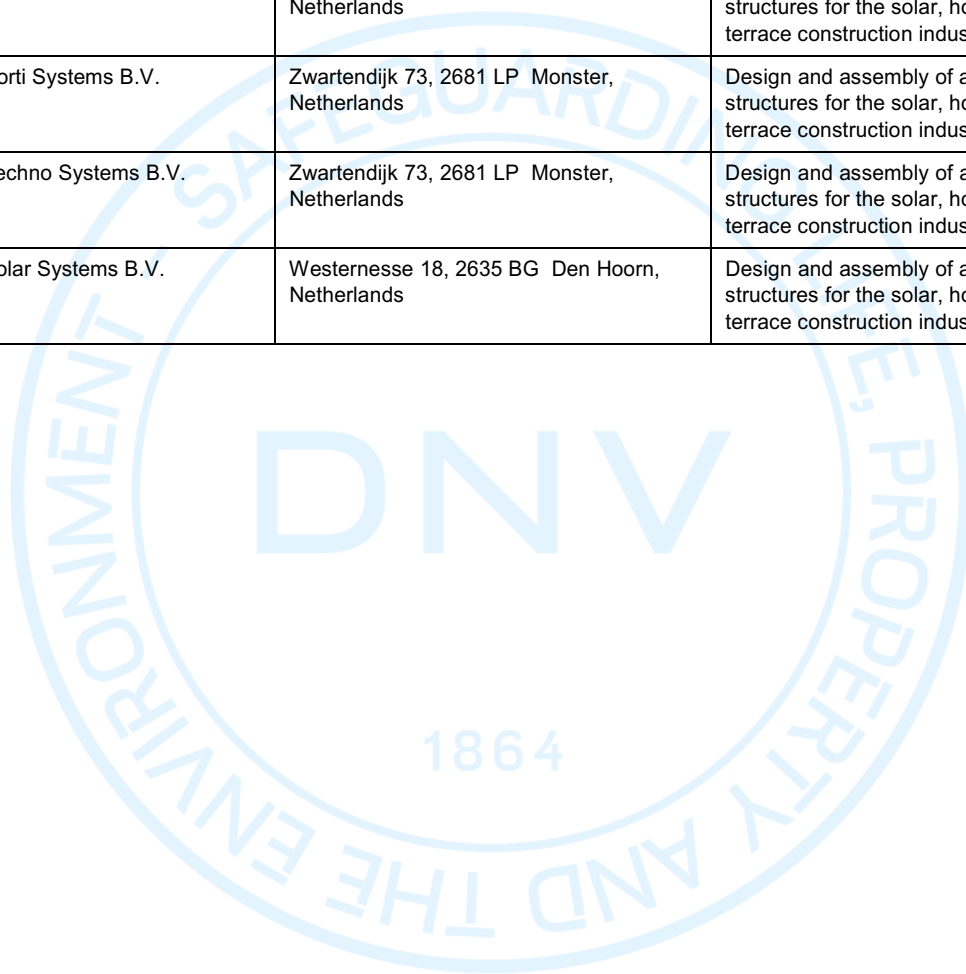 Netherlands
structures for the solar, ho
terrace construction indus
orti Systems B.V.
Zwartendijk 73, 2681 LP Monster,
Netherlands
Design and assembly of a
structures for the solar, ho
terrace construction indus
echno Systems B.V.
Zwartendijk 73, 2681 LP Monster,
Netherlands
Design and assembly of a
structures for the solar, ho
terrace construction indus
olar Systems B.V.
Westernesse 18, 2635 BG Den Hoorn,
Netherlands
Design and assembly of a
structures for the solar, ho
terrace construction indus
SAFEGUARDING LIFE, PROPERTY AND THE ENVIRONMENT -
DNV
1864